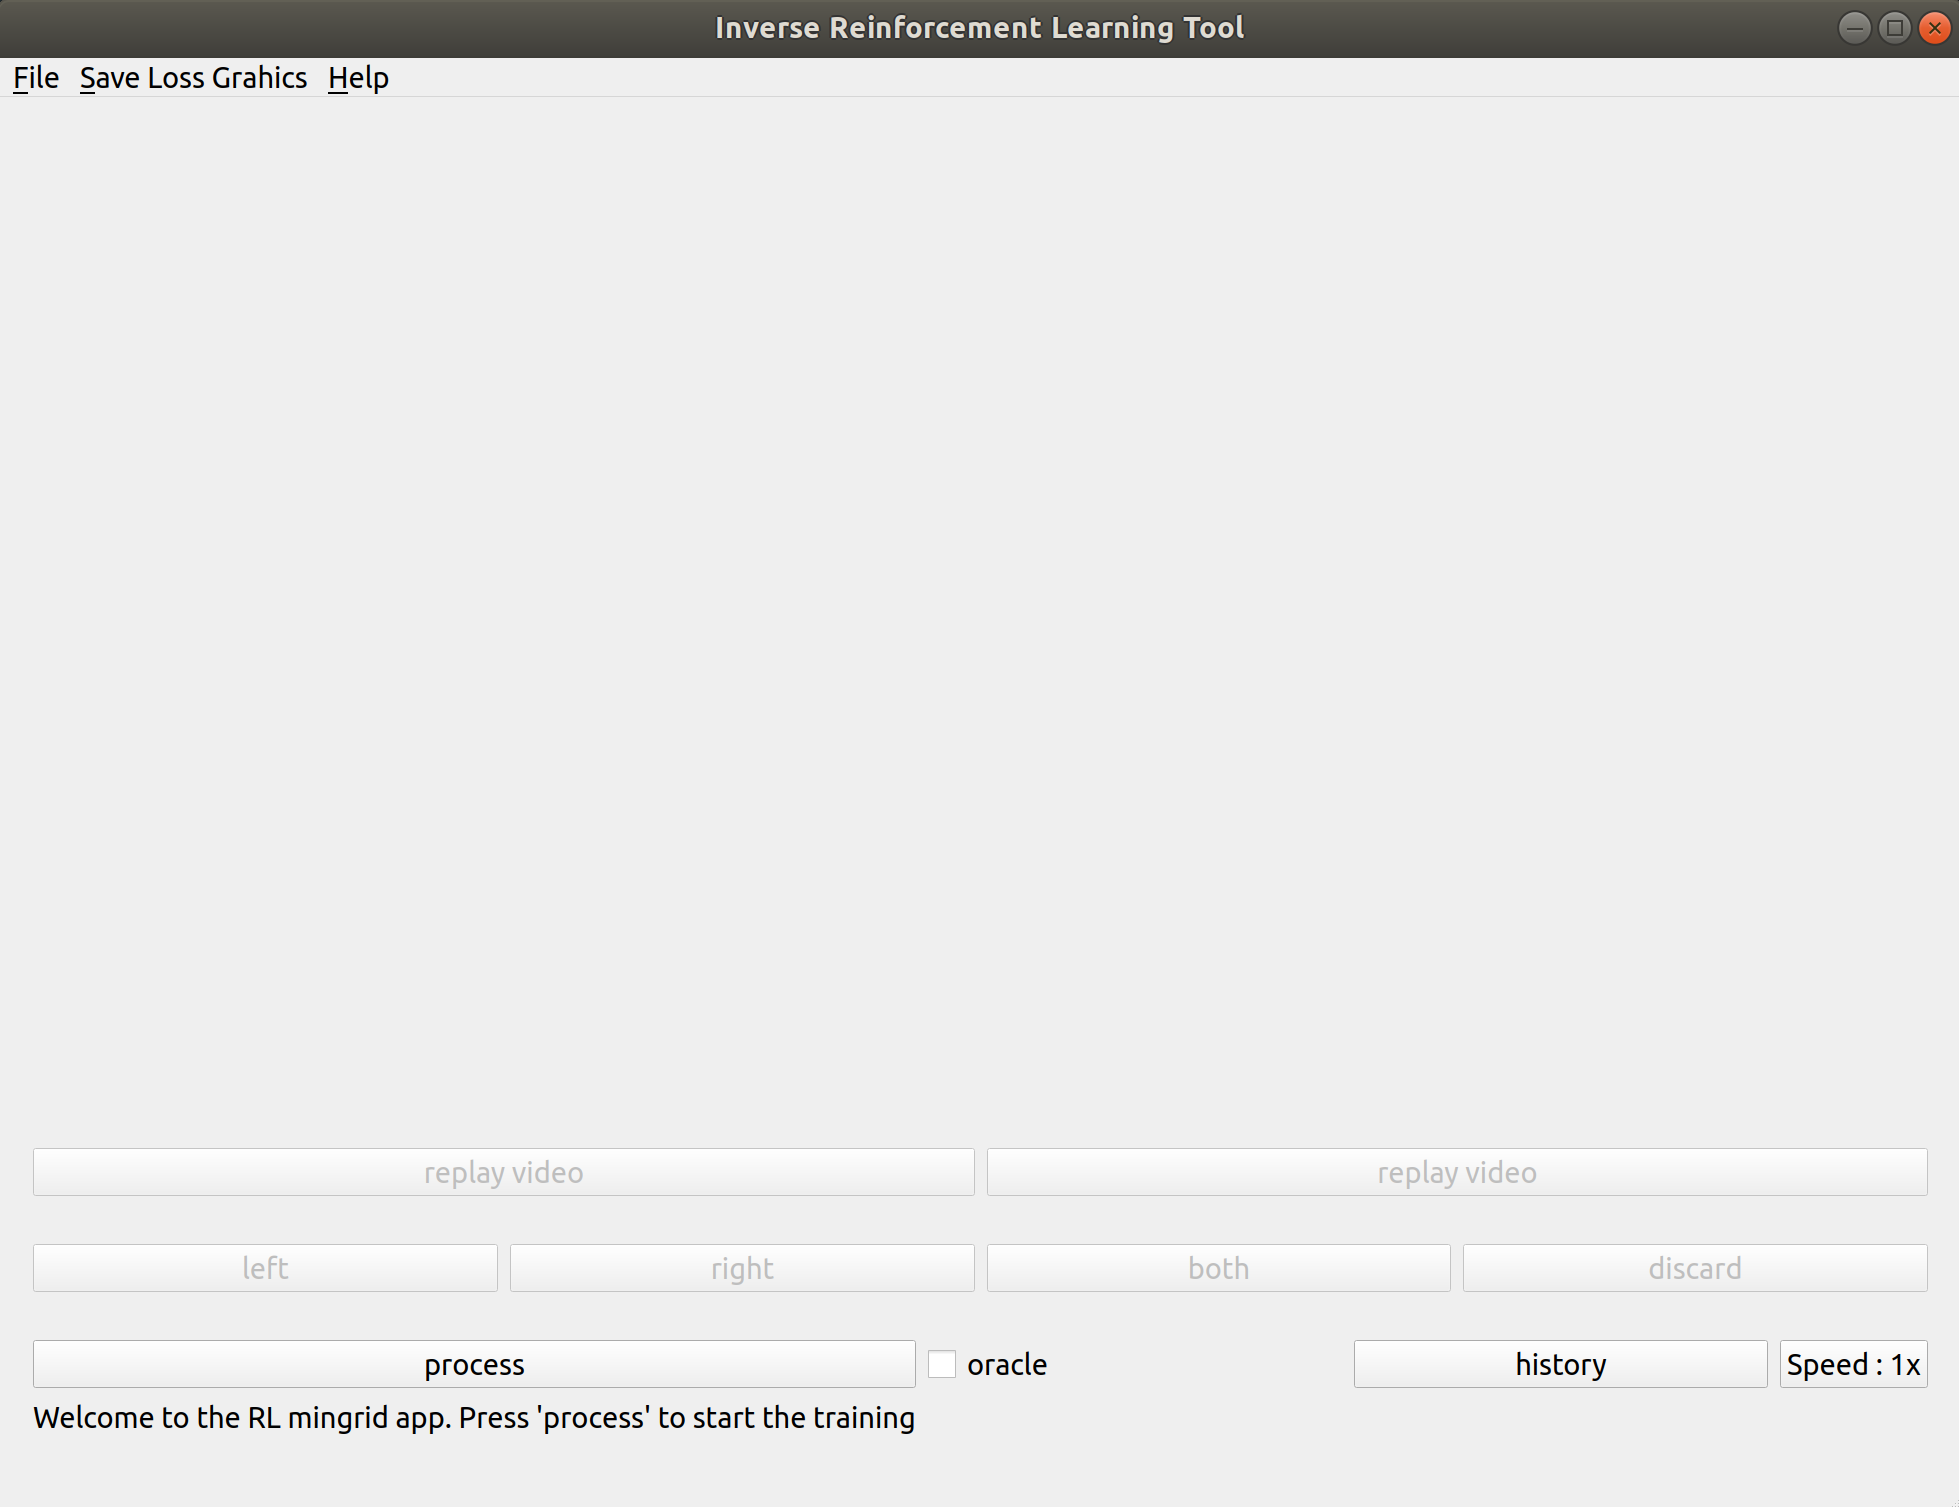 Inverse Reinforcement Learning Tool
File Save Loss Grahics Help
replay video replay video
left right both discard
process oracle history Speed : 1x
Welcome to the RL mingrid app. Press 'process' to start the training